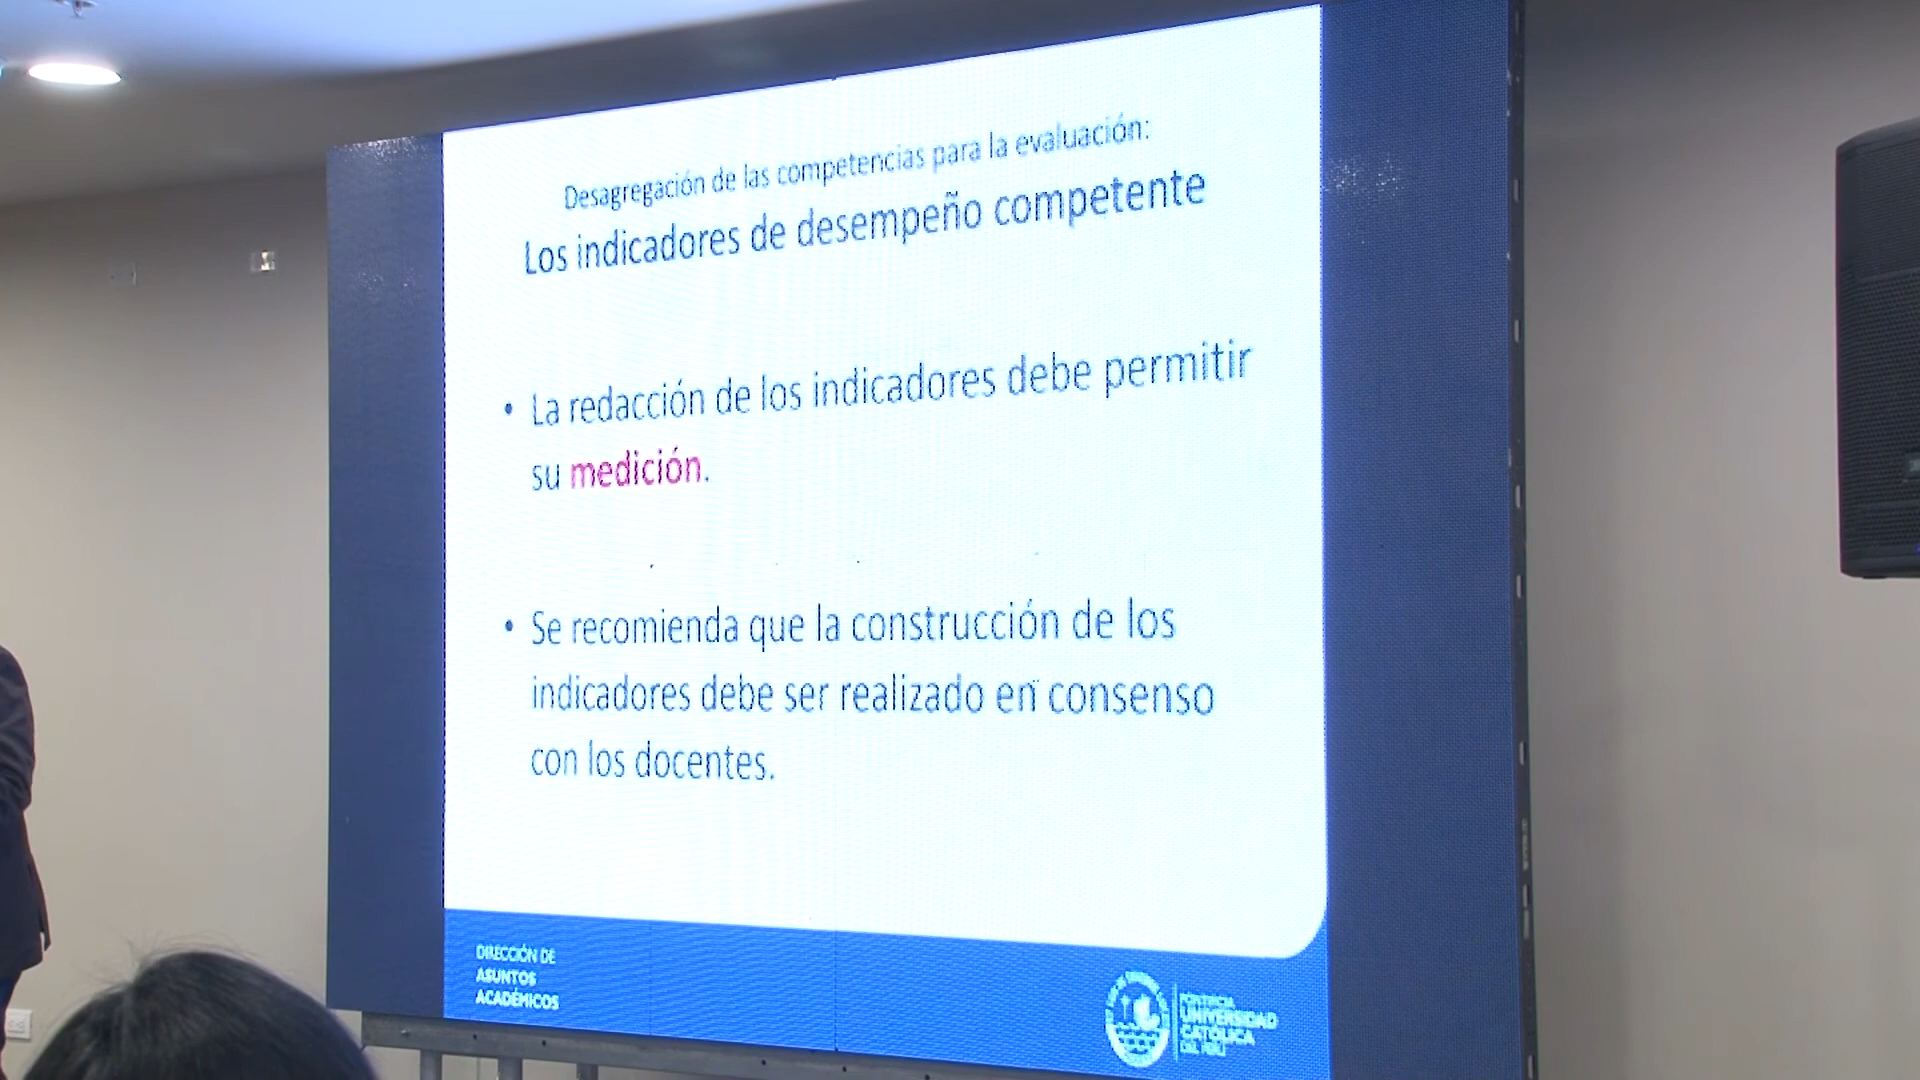 Desagregación de las competencias para la evaluación:
Los indicadores de desempeño competente
• La redacción de los indicadores debe permitir
su medición.
• Se recomienda que la construcción de los
indicadores debe ser realizado en consenso
con los docentes.
DIRECCIÓN DE
ASUNTOS
ACADÉMICOS
PONTIFICIA
UNIVERSIDAD
CATÓLICA
DEL PERÚ